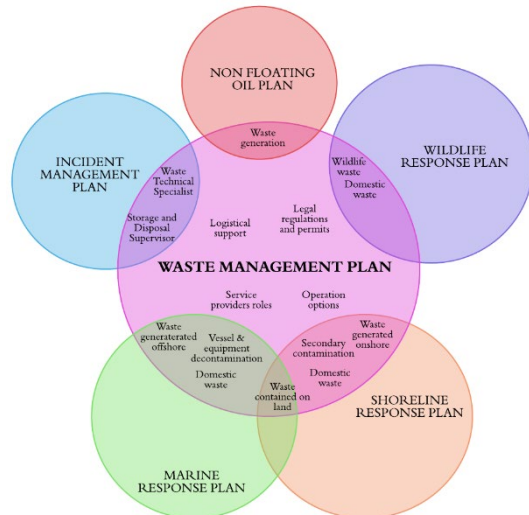 NON FLOATING
OIL PLAN
WILDLIFE
RESPONSE PLAN
INCIDENT
MANAGEMENT
PLAN
Waste
generation
Wildlife
waste
Domestic
waste
Waste
Technical
Specialist
Storage and
Disposal
Supervisor
Logistical
support
Legal
regulations
and permits
WASTE MANAGEMENT PLAN
Service
providers roles
Operation
options
Waste
generaterated
offshore
Vessel &
equipment
decontamination
Domestic
waste
Secondary
contamination
Waste
generated
onshore
Domestic
waste
Waste
contained on
land
SHORELINE
RESPONSE PLAN
MARINE
RESPONSE PLAN